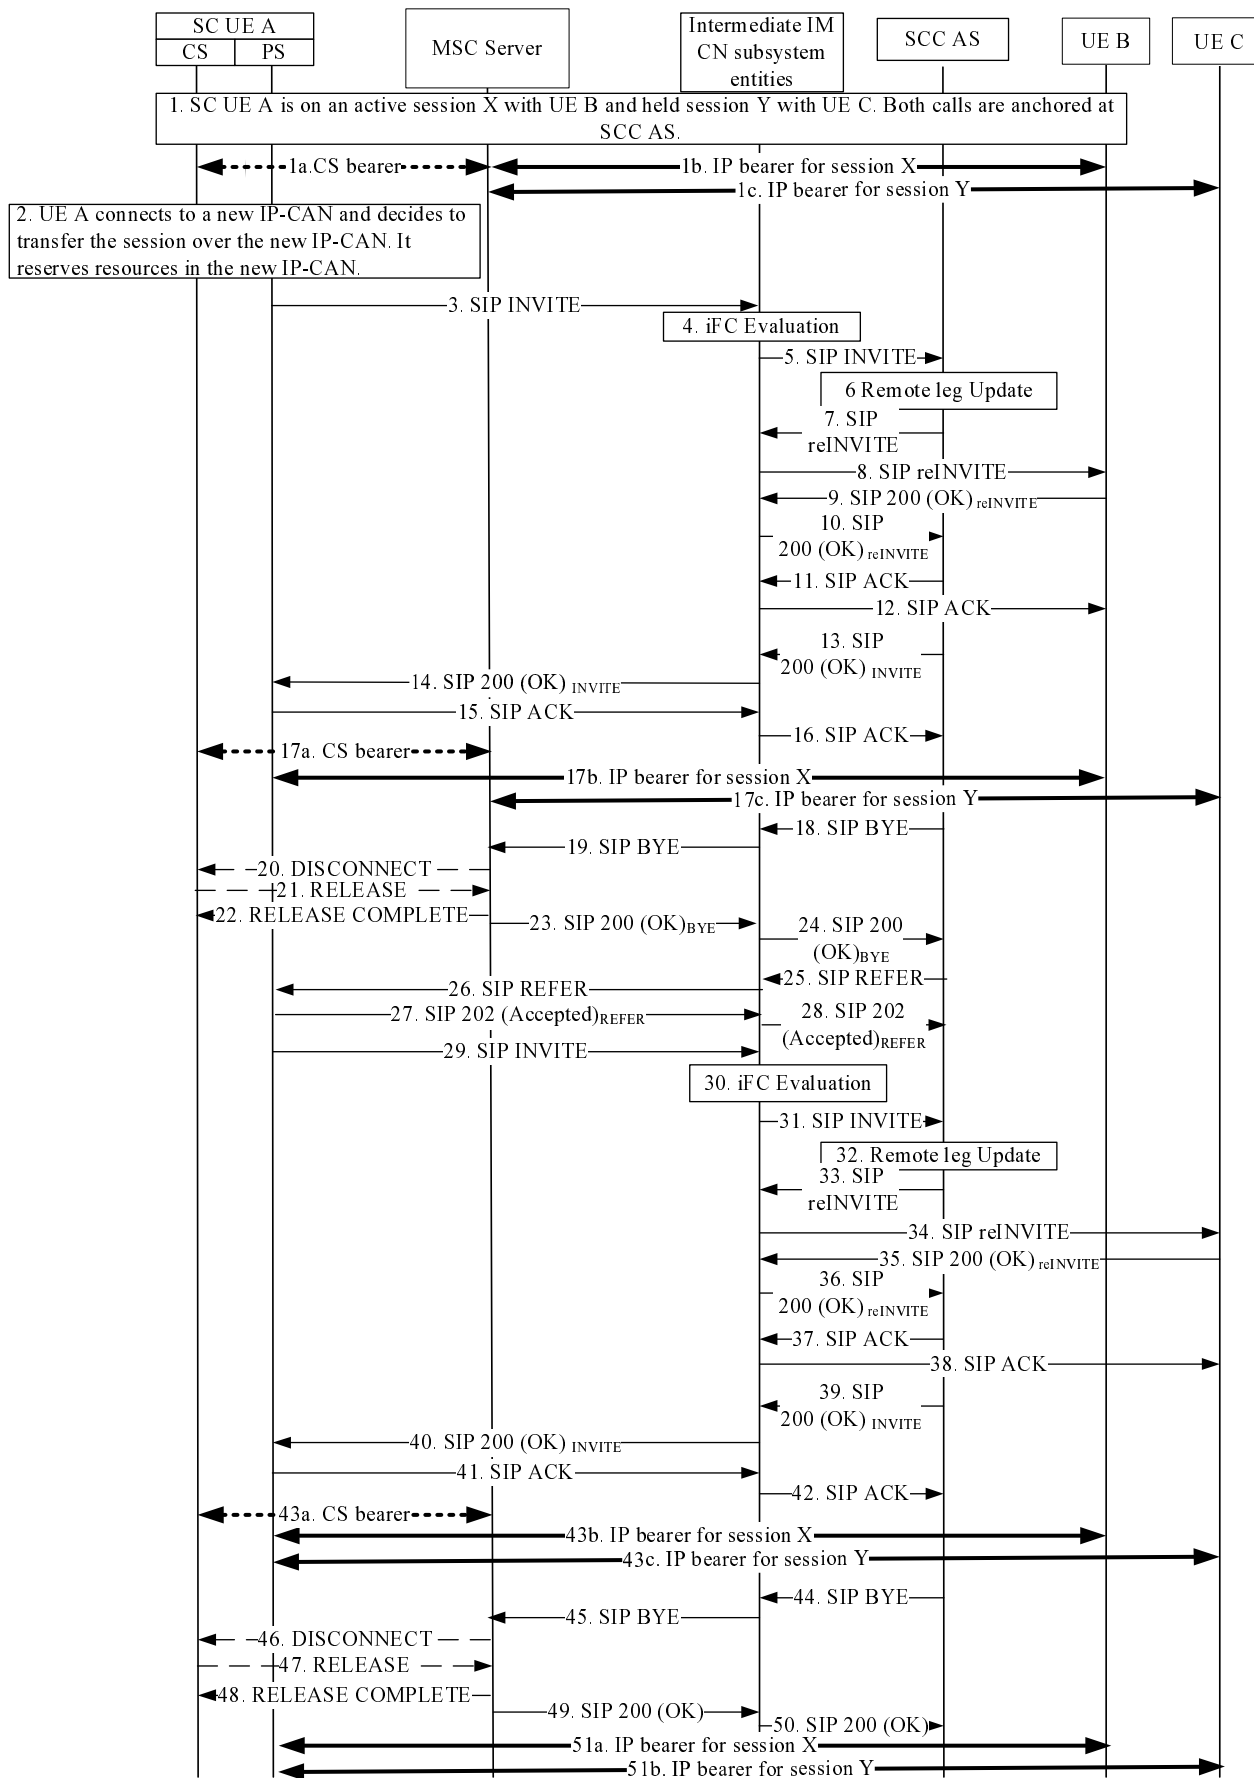 SC UE A
CS
PS
MSC Server
Intermediate IM
CN subsystem
entities
SCC AS
UE B
UE C
1. SC UE A is on an active session X with UE B and held session Y with UE C. Both calls are anchored at
SCC AS.
1a.CS bearer
1b. IP bearer for session X
1c. IP bearer for session Y
2. UE A connects to a new IP-CAN and decides to
transfer the session over the new IP-CAN. It
reserves resources in the new IP-CAN.
3. SIP INVITE
4. iFC Evaluation
5. SIP INVITE
6 Remote leg Update
7. SIP
reINVITE
8. SIP reINVITE
9. SIP 200 (OK) reINVITE
10. SIP
200 (OK) reINVITE
11. SIP ACK
12. SIP ACK
13. SIP
200 (OK) INVITE
14. SIP 200 (OK) INVITE
15. SIP ACK
16. SIP ACK
17a. CS bearer
17b. IP bearer for session X
17c. IP bearer for session Y
18. SIP BYE
19. SIP BYE
20. DISCONNECT
21. RELEASE
22. RELEASE COMPLETE
23. SIP 200 (OK)BYE
24. SIP 200
(OK)BYE
25. SIP REFER
26. SIP REFER
27. SIP 202 (Accepted)REFER
28. SIP 202
(Accepted)REFER
29. SIP INVITE
30. iFC Evaluation
31. SIP INVITE
32. Remote leg Update
33. SIP
reINVITE
34. SIP reINVITE
35. SIP 200 (OK) reINVITE
36. SIP
200 (OK) reINVITE
37. SIP ACK
38. SIP ACK
39. SIP
200 (OK) INVITE
40. SIP 200 (OK) INVITE
41. SIP ACK
42. SIP ACK
43a. CS bearer
43b. IP bearer for session X
43c. IP bearer for session Y
44. SIP BYE
45. SIP BYE
46. DISCONNECT
47. RELEASE
48. RELEASE COMPLETE
49. SIP 200 (OK)
50. SIP 200 (OK)
51a. IP bearer for session X
51b. IP bearer for session Y